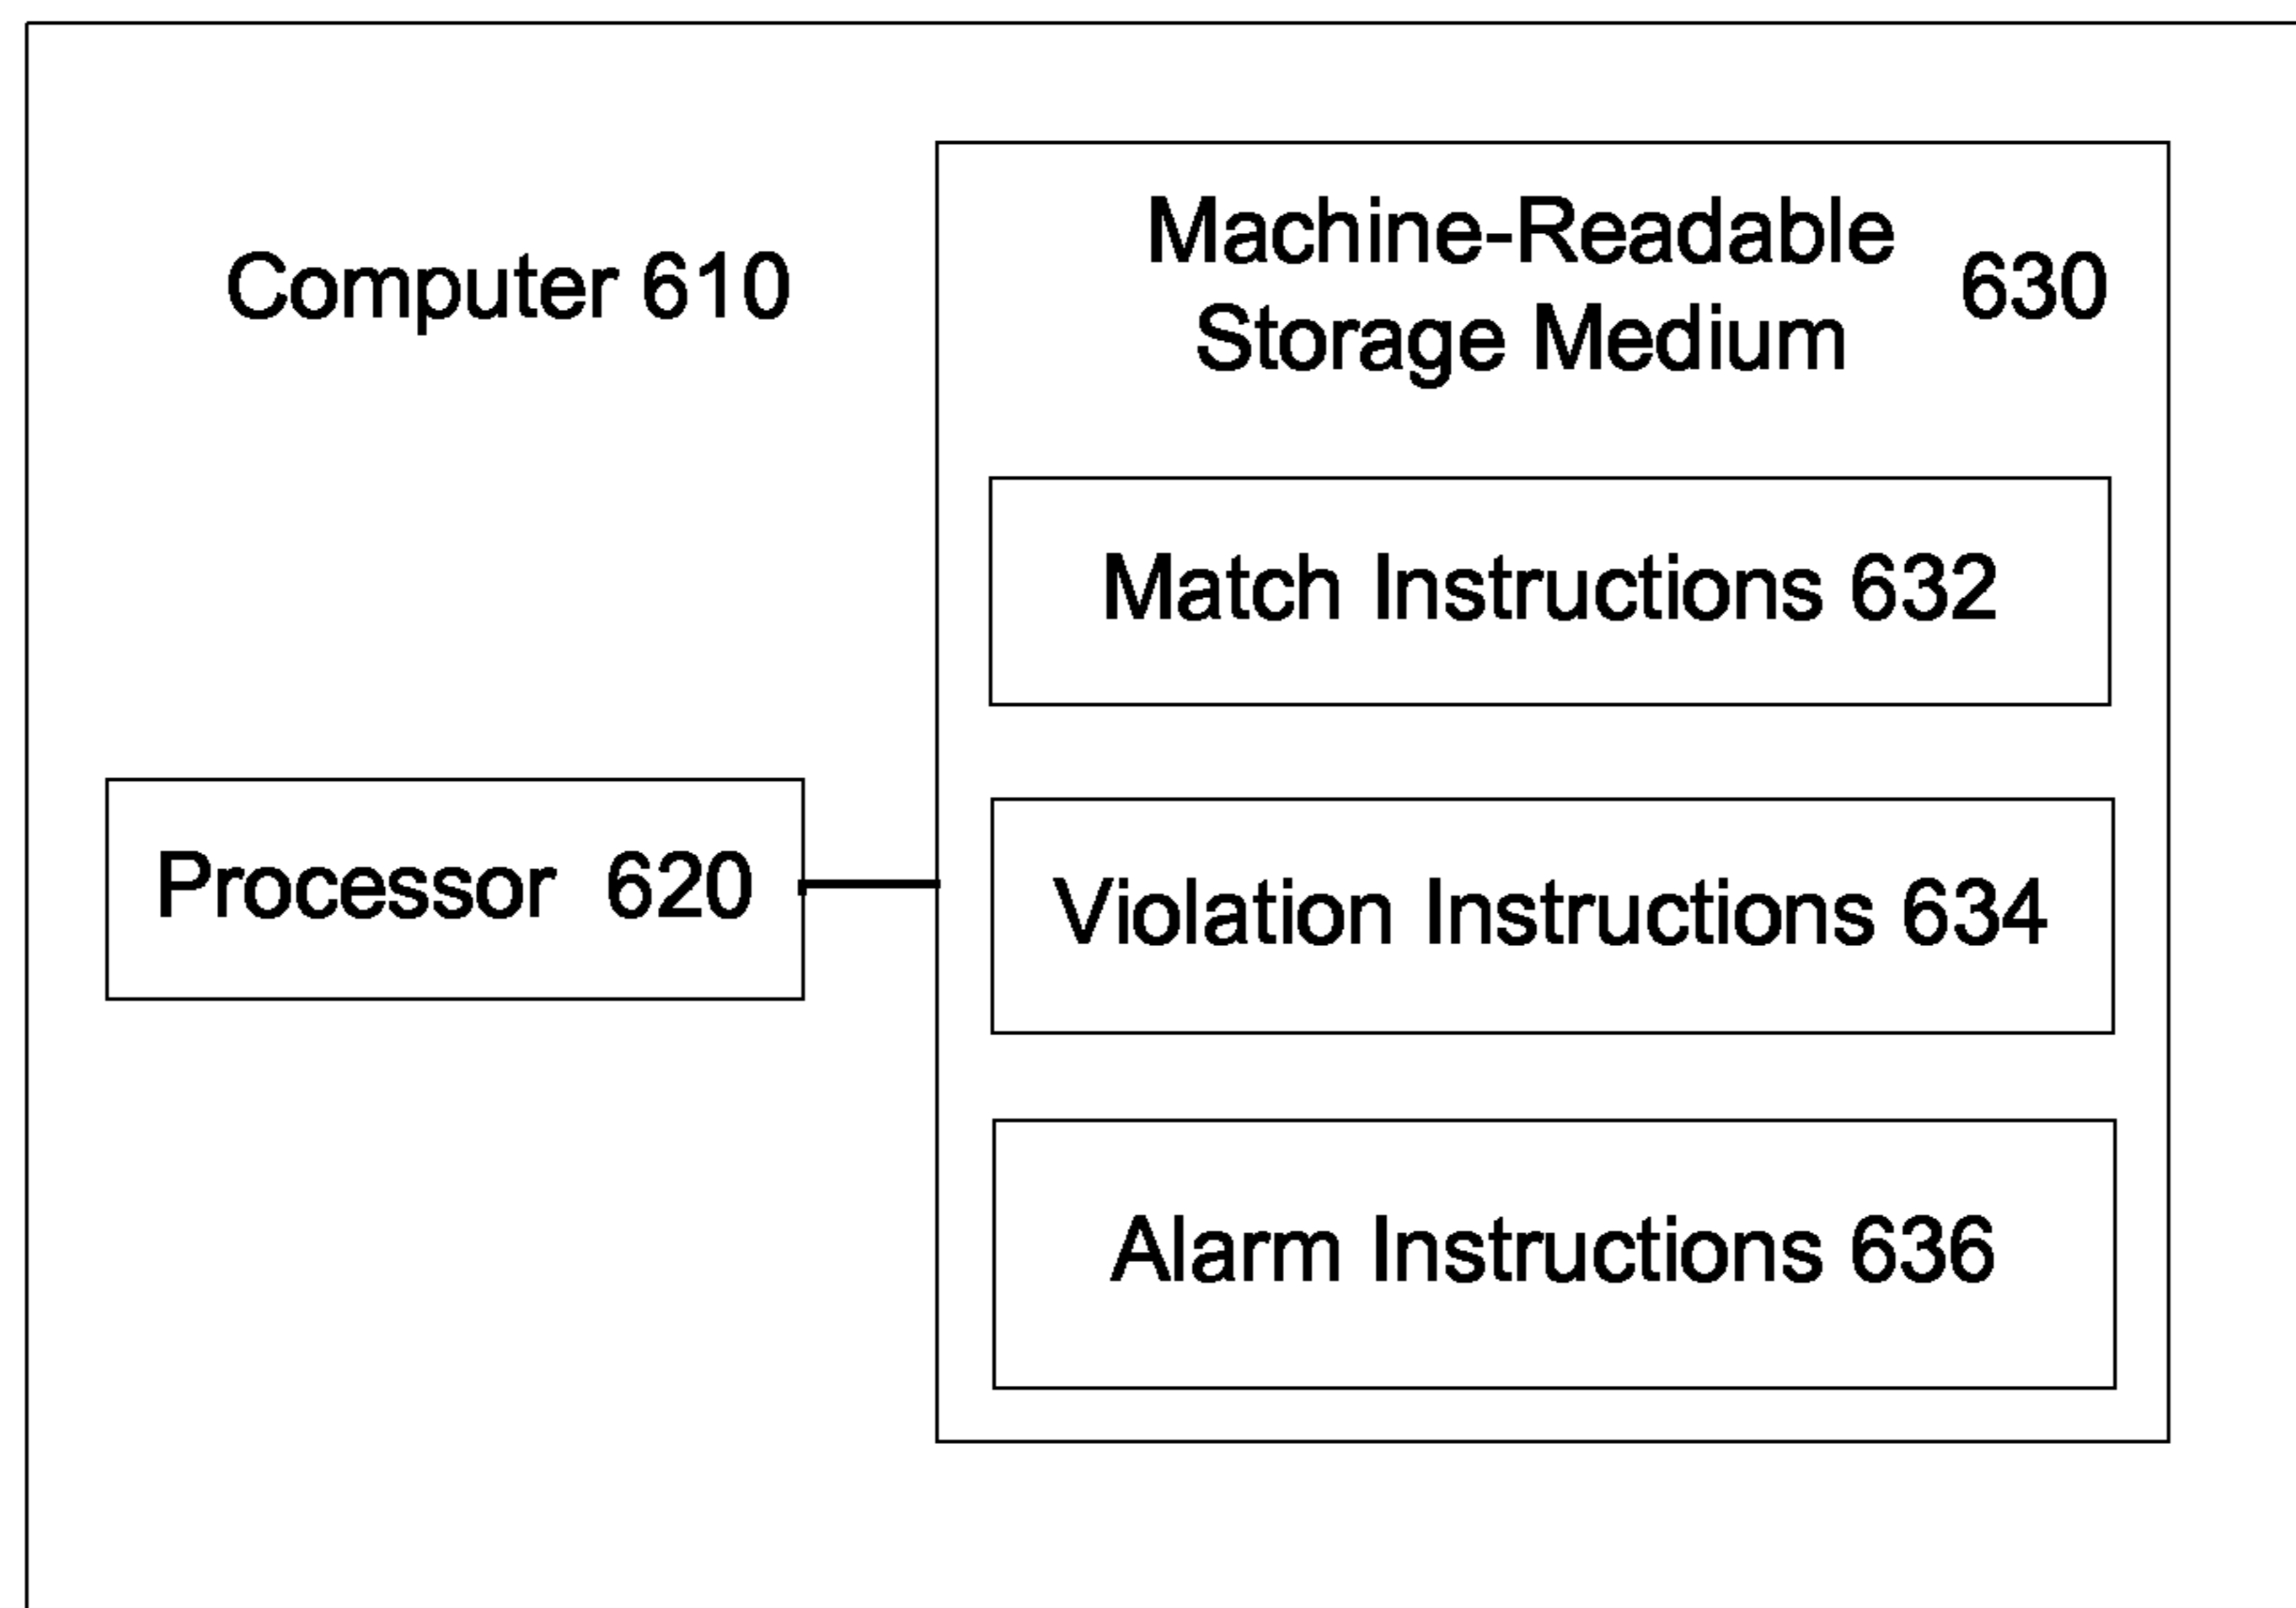 Computer 610
Machine-Readable
Storage Medium
630
Match Instructions 632
Processor 620
Violation Instructions 634
Alarm Instructions 636